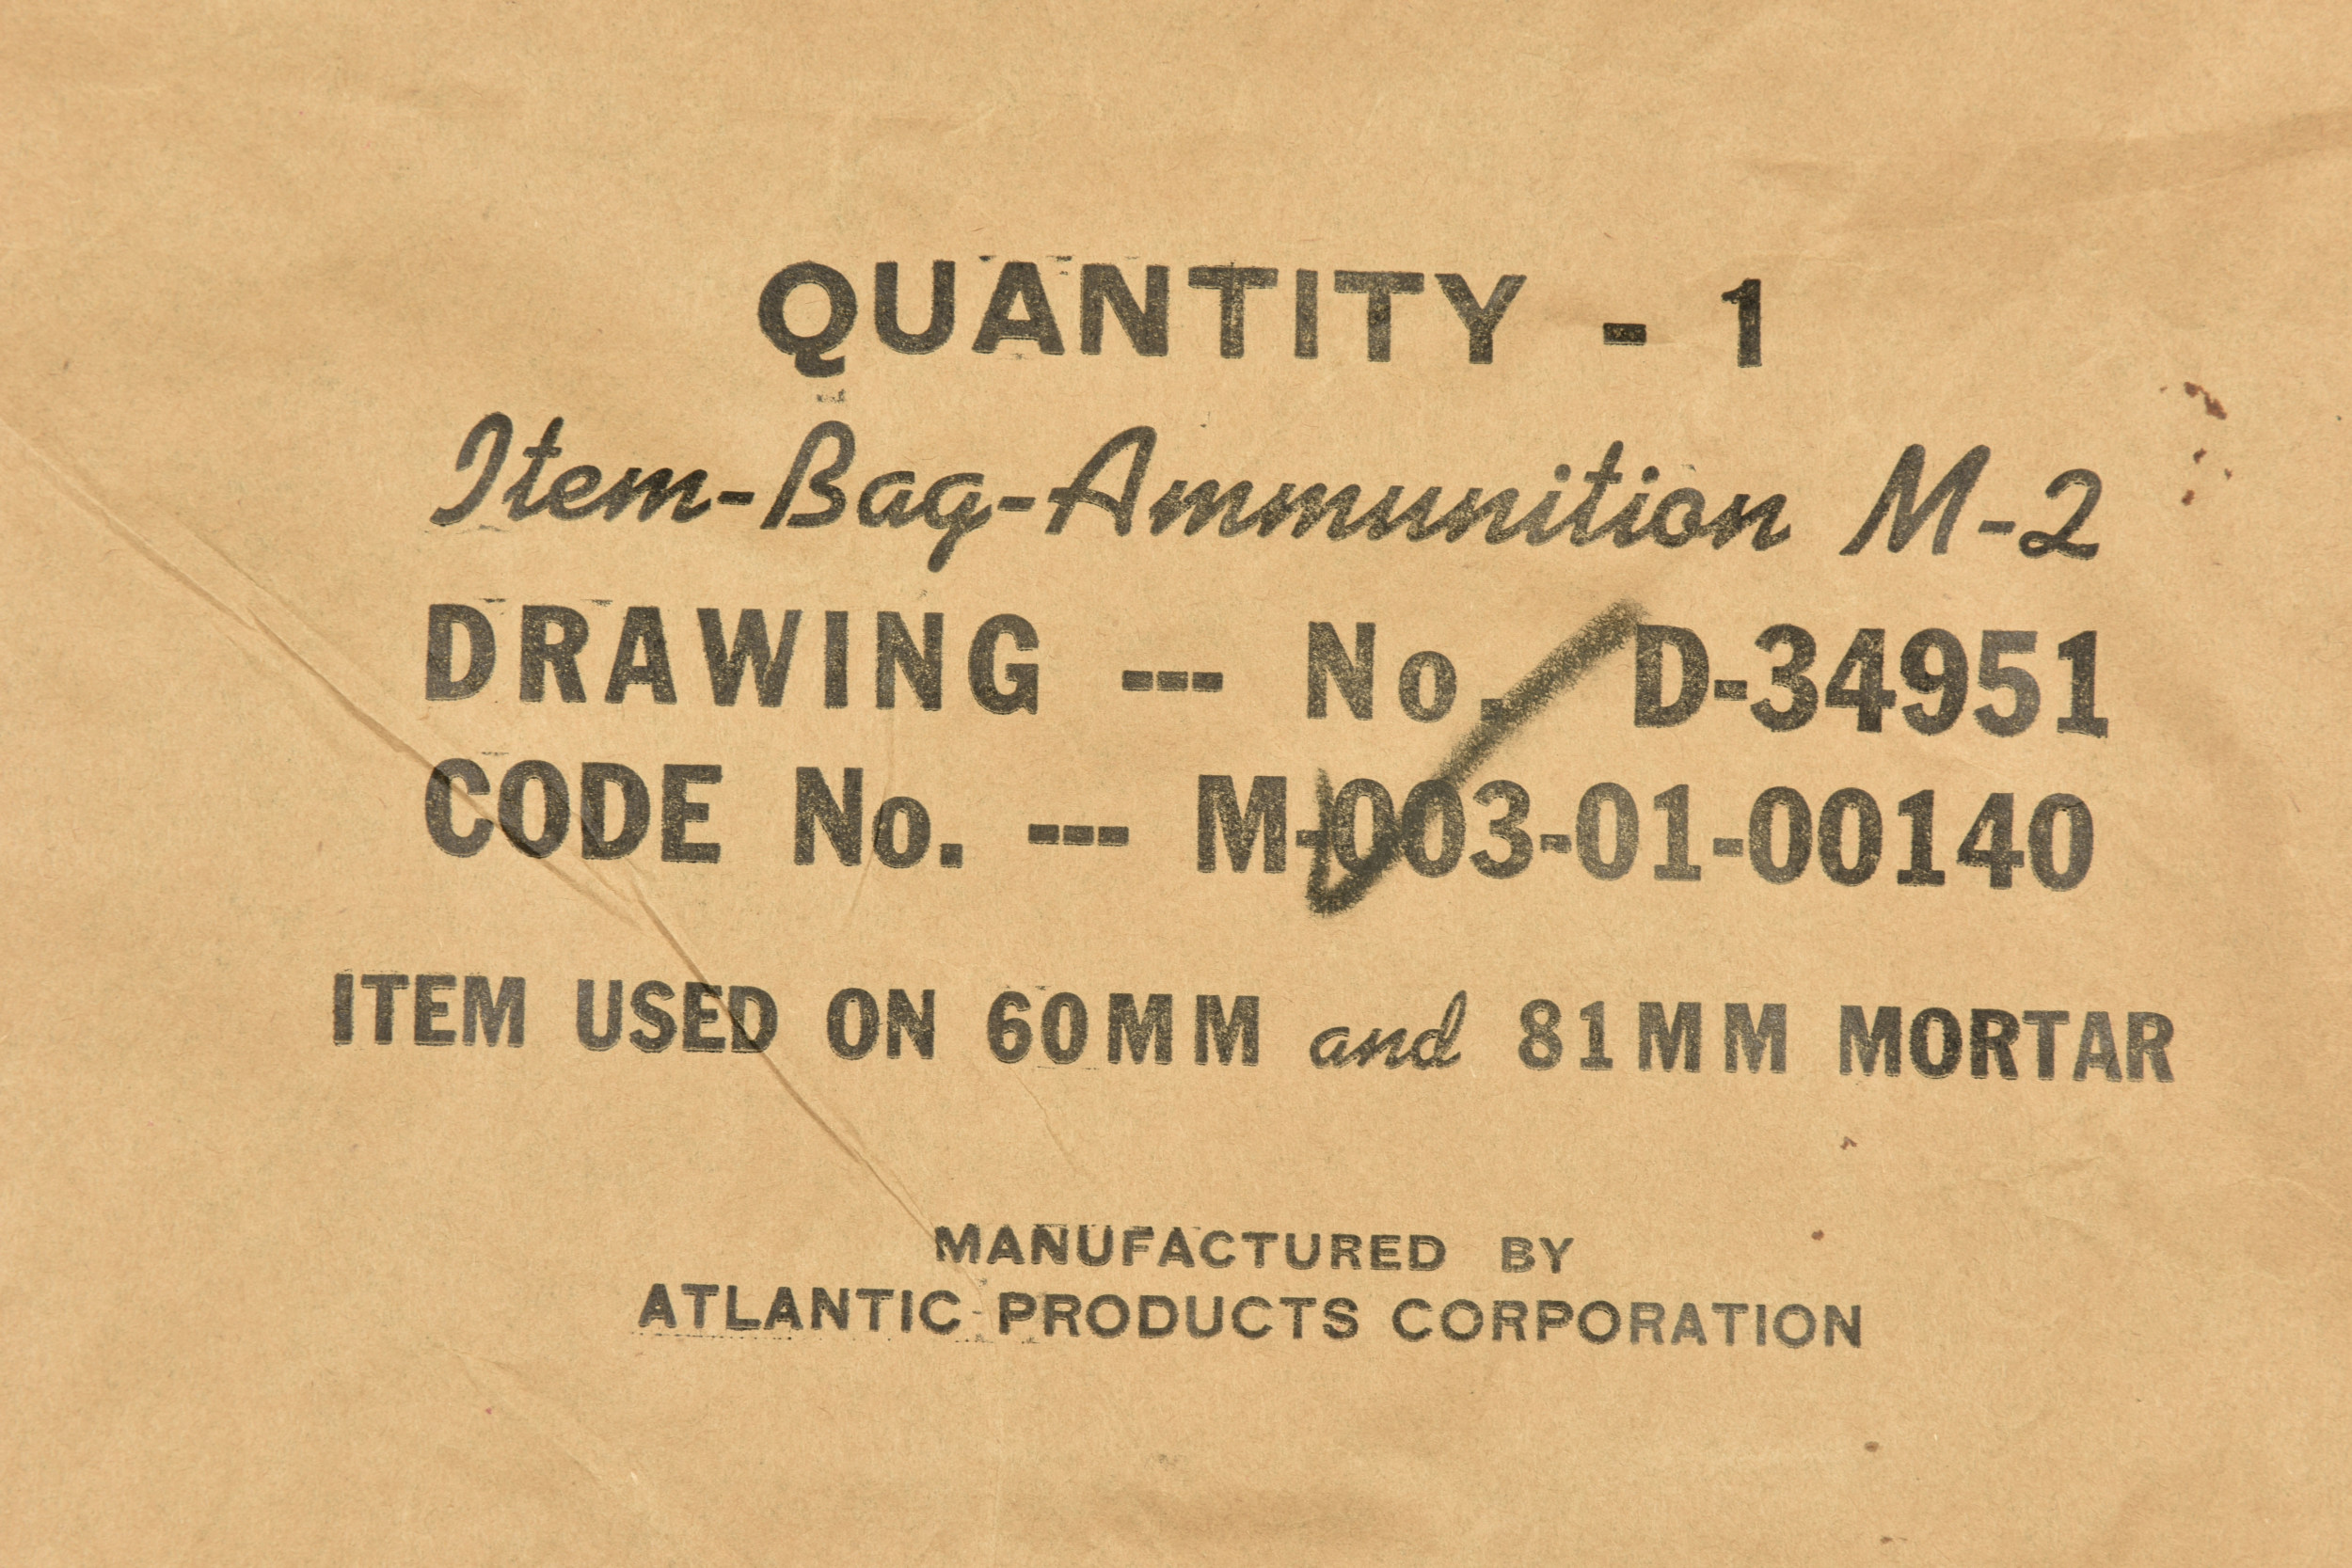 QUANTITY - 1
Item-Bag-Ammunition M-2
DRAWING --- No. D-34951
CODE No. --- M-003-01-00140
ITEM USED ON 60MM and 81MM MORTAR
MANUFACTURED BY
ATLANTIC PRODUCTS CORPORATION